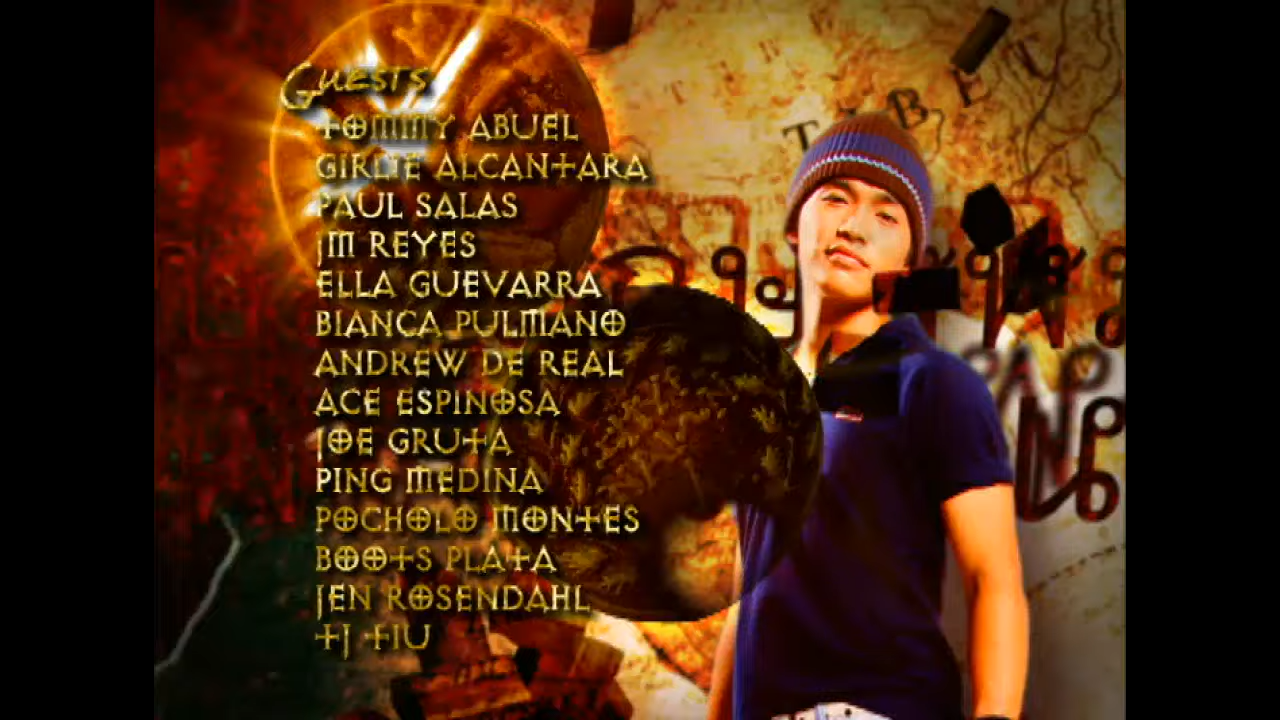 Guests:
TOMMY ABUEL
GIRLIE ALCANTARA
PAUL SALAS
JM REYES
ELLA GUEVARRA
BIANCA PULMANO
ANDREW DE REAL
ACE ESPINOSA
JOE GRUTA
PING MEDINA
POCHOLO MONTES
BOOTS PLATA
JEN ROSENDAHL
TJ TIU